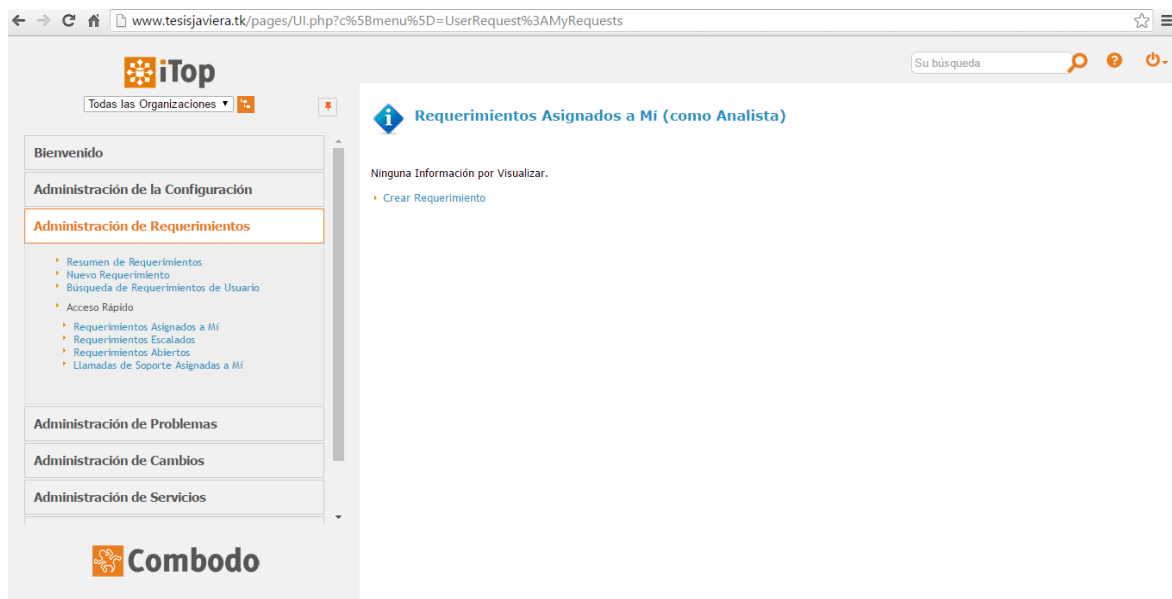 www.tesisjaviera.tk/pages/UI.php?c%5Bmenu%5D=UserRequest%3AMyRequests
iTop
Su búsqueda
Todas las Organizaciones
Requerimientos Asignados a Mí (como Analista)
Bienvenido
Ninguna Información por Visualizar.
Administración de la Configuración
Crear Requerimiento
Administración de Requerimientos
Resumen de Requerimientos
Nuevo Requerimiento
Búsqueda de Requerimientos de Usuario
Acceso Rápido
Requerimientos Asignados a Mí
Requerimientos Escalados
Requerimientos Abiertos
Llamadas de Soporte Asignadas a Mí
Administración de Problemas
Administración de Cambios
Administración de Servicios
Combodo